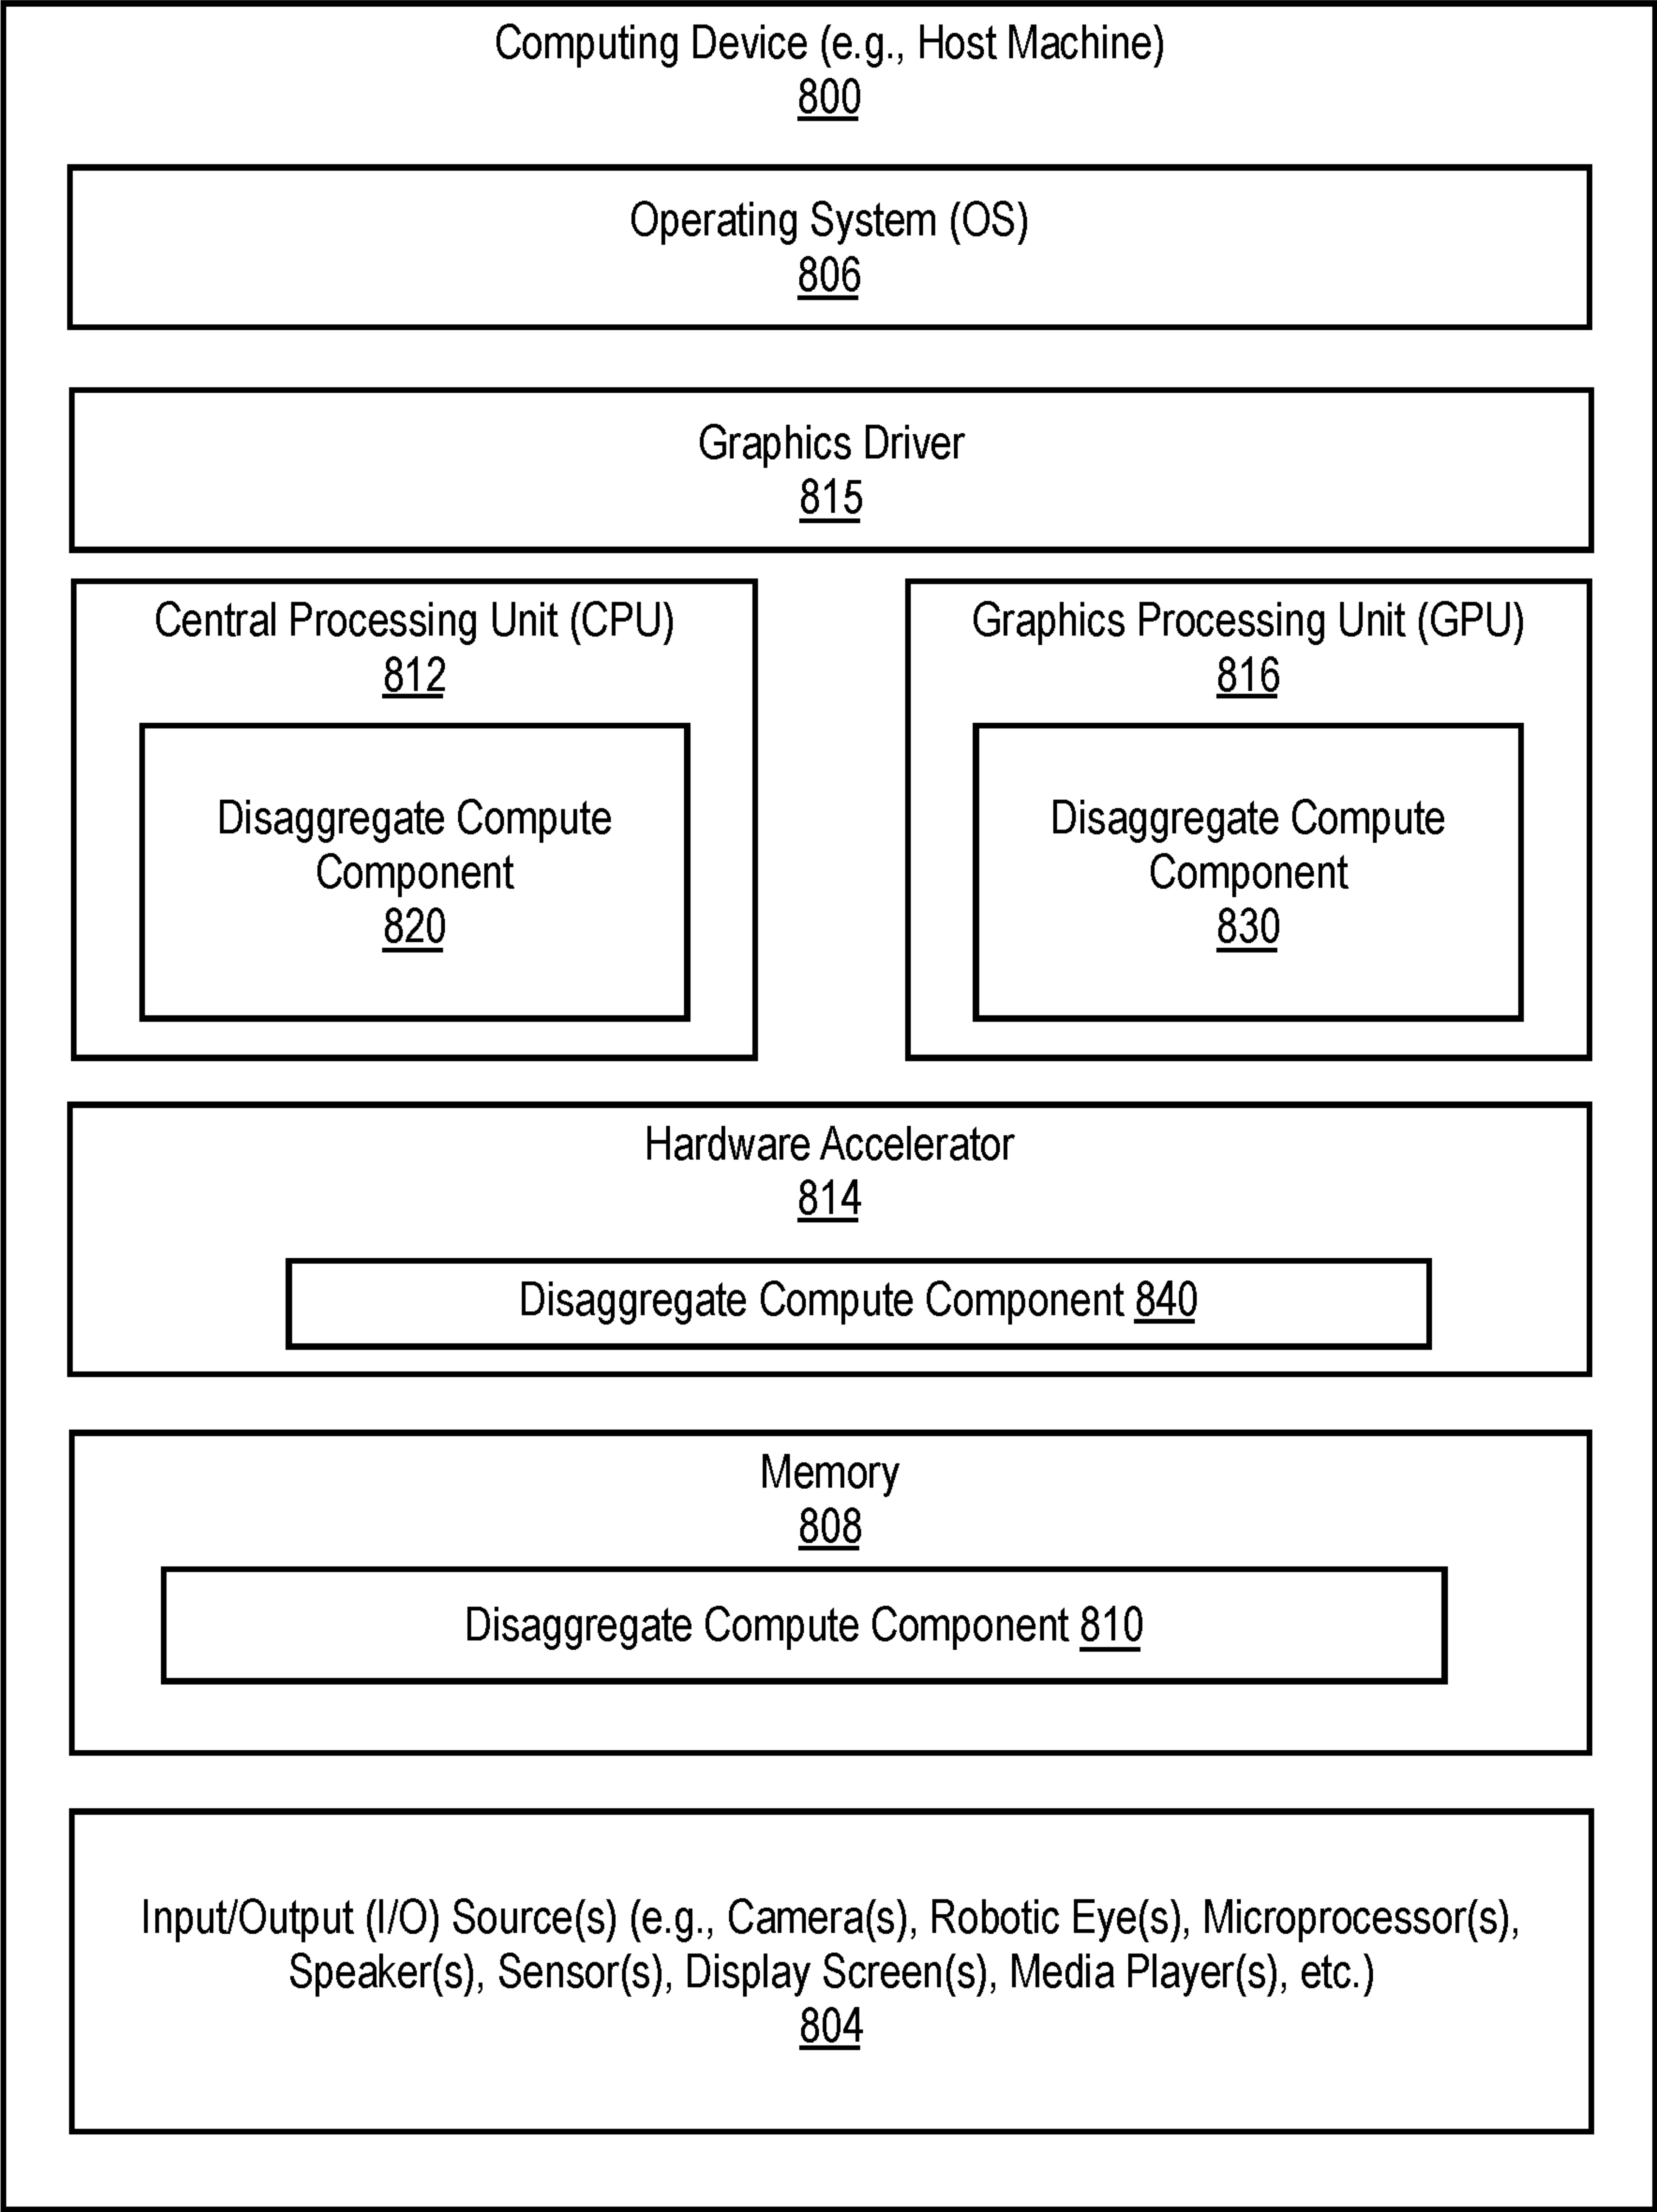 Computing Device (e.g., Host Machine)
800
Operating System (OS)
806
Graphics Driver
815
Central Processing Unit (CPU)
812
Disaggregate Compute
Component
820
Graphics Processing Unit (GPU)
816
Disaggregate Compute
Component
830
Hardware Accelerator
814
Disaggregate Compute Component 840
Memory
808
Disaggregate Compute Component 810
Input/Output (I/O) Source(s) (e.g., Camera(s), Robotic Eye(s), Microprocessor(s),
Speaker(s), Sensor(s), Display Screen(s), Media Player(s), etc.)
804